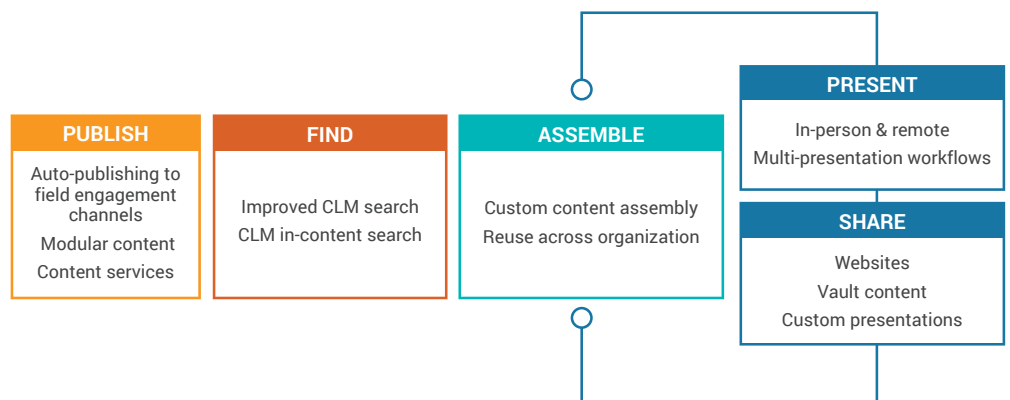 PUBLISH
Auto-publishing to
field engagement
channels
Modular content
Content services
FIND
Improved CLM search
CLM in-content search
ASSEMBLE
Custom content assembly
Reuse across organization
PRESENT
In-person & remote
Multi-presentation workflows
SHARE
Websites
Vault content
Custom presentations